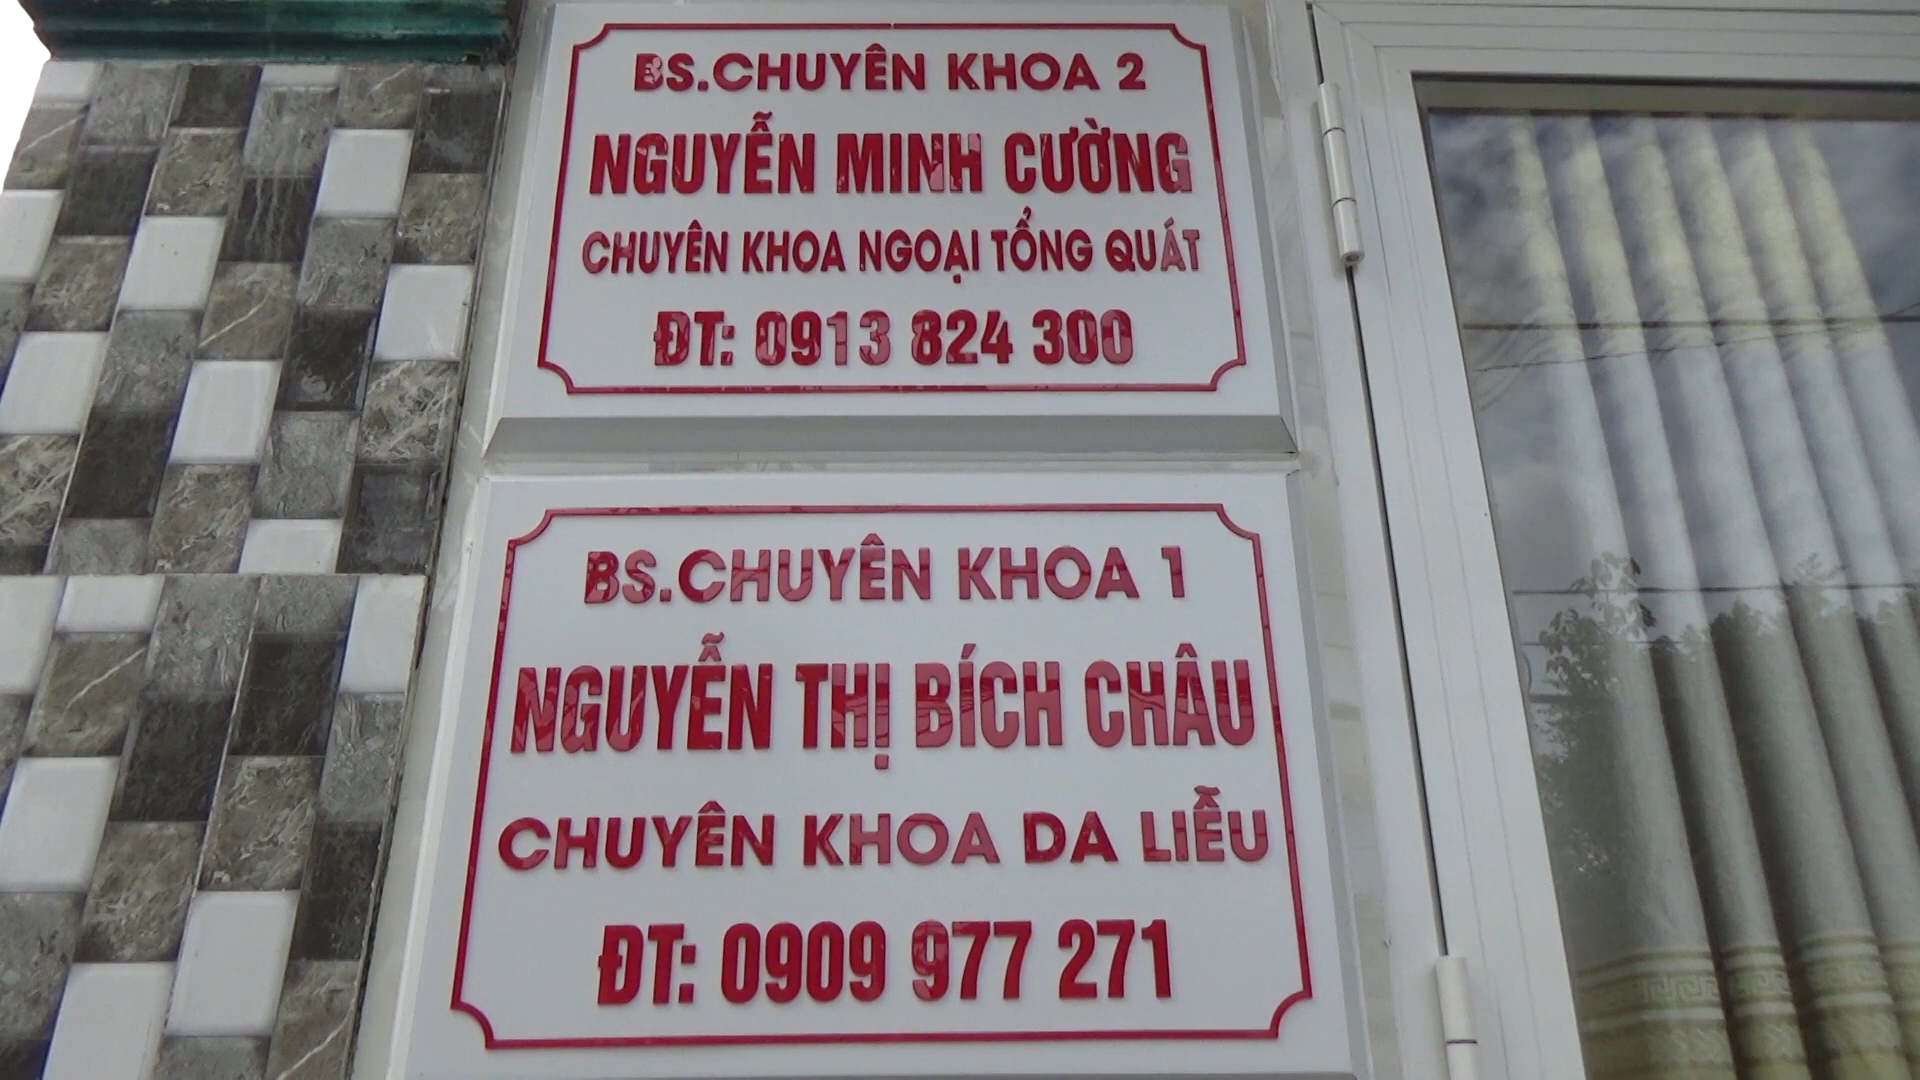 BS.CHUYÊN KHOA 2
NGUYỄN MINH CƯỜNG
CHUYÊN KHOA NGOẠI TỔNG QUÁT
ĐT: 0913 824 300
BS.CHUYÊN KHOA 1
NGUYỄN THỊ BÍCH CHÂU
CHUYÊN KHOA DA LIỄU
ĐT: 0909 977 271